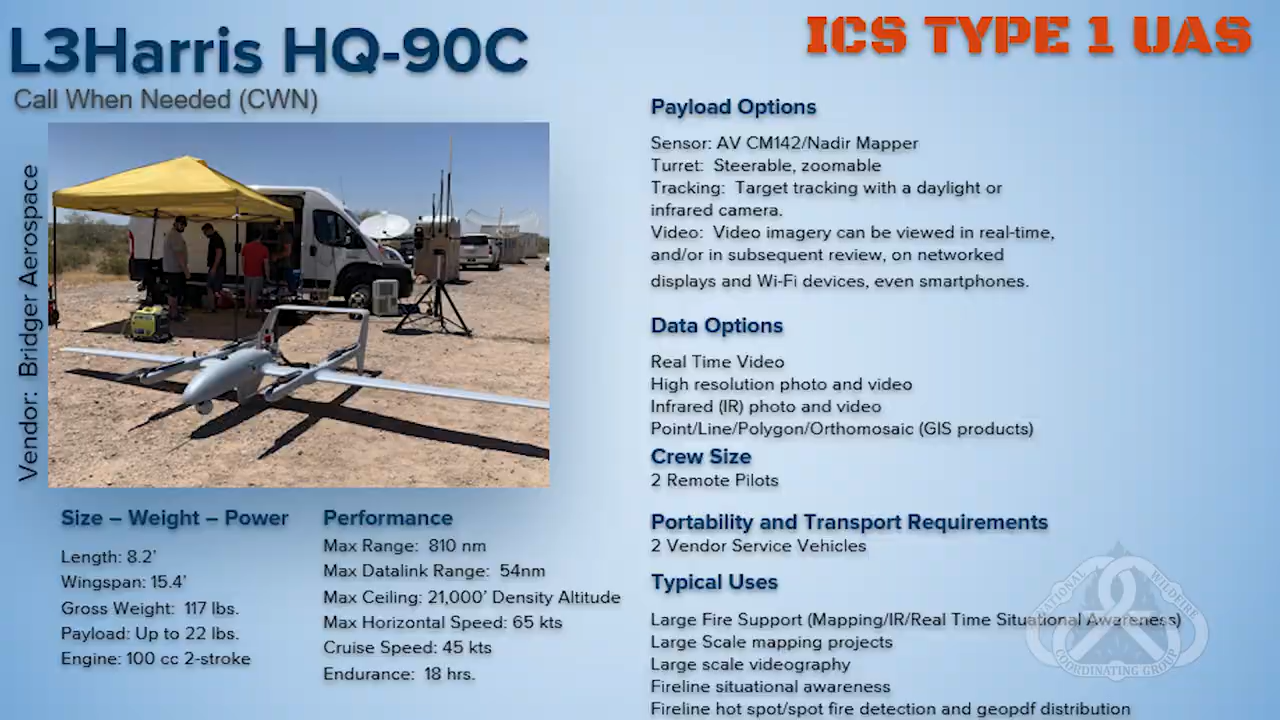 L3Harris HQ-90C
Call When Needed (CWN)
Vendor: Bridger Aerospace
Size – Weight – Power
Length: 8.2’
Wingspan: 15.4’
Gross Weight: 117 lbs.
Payload: Up to 22 lbs.
Engine: 100 cc 2-stroke
Performance
Max Range: 810 nm
Max Datalink Range: 54nm
Max Ceiling: 21,000’ Density Altitude
Max Horizontal Speed: 65 kts
Cruise Speed: 45 kts
Endurance: 18 hrs.
ICS TYPE 1 UAS
Payload Options
Sensor: AV CM142/Nadir Mapper
Turret: Steerable, zoomable
Tracking: Target tracking with a daylight or
infrared camera.
Video: Video imagery can be viewed in real-time,
and/or in subsequent review, on networked
displays and Wi-Fi devices, even smartphones.
Data Options
Real Time Video
High resolution photo and video
Infrared (IR) photo and video
Point/Line/Polygon/Orthomosaic (GIS products)
Crew Size
2 Remote Pilots
Portability and Transport Requirements
2 Vendor Service Vehicles
Typical Uses
Large Fire Support (Mapping/IR/Real Time Situational Awareness)
Large Scale mapping projects
Large scale videography
Fireline situational awareness
Fireline hot spot/spot fire detection and geopdf distribution
NATIONAL WILDFIRE
COORDINATING GROUP